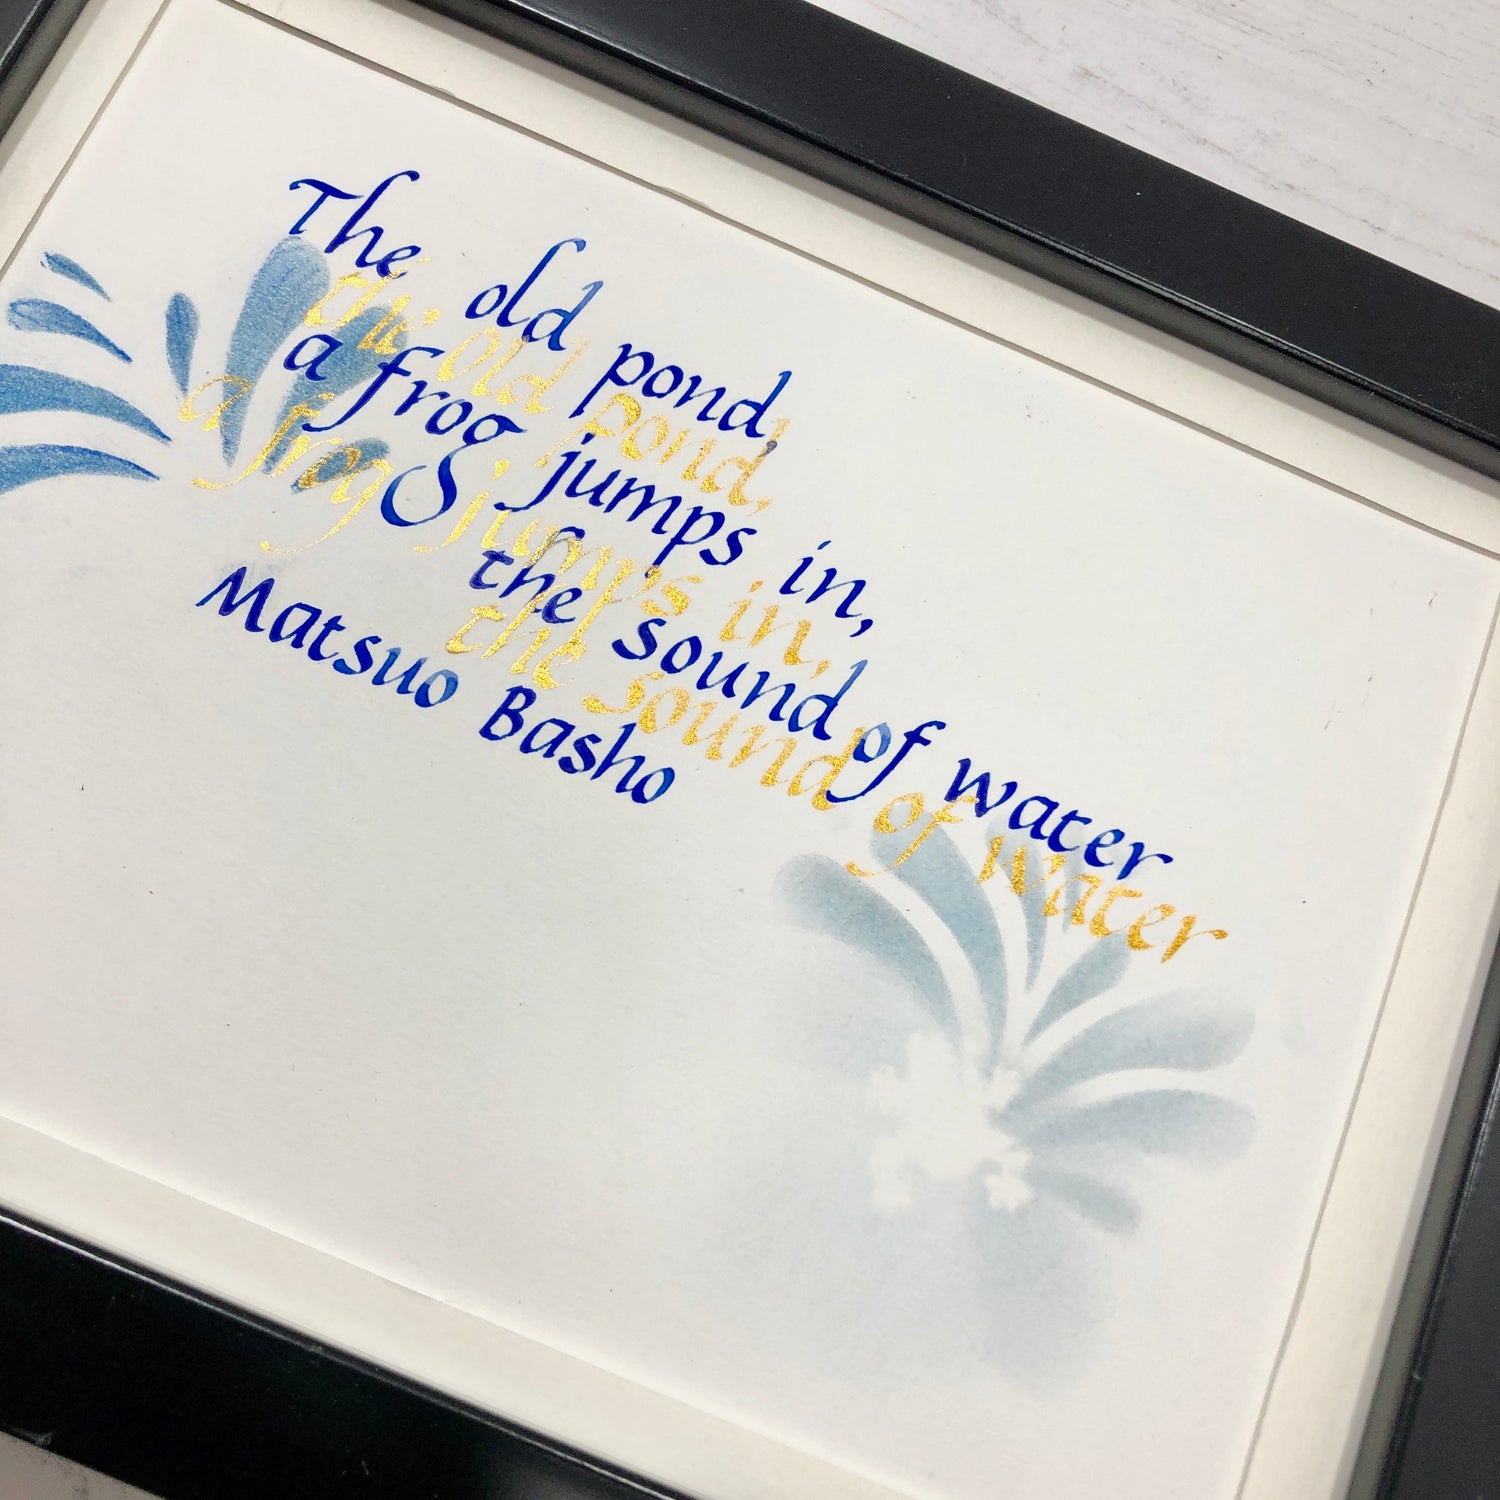 The old pond,
the old pond,
a frog jumps in,
a frog, jumps in,
the sound of water
the sound of water
Matsuo Basho